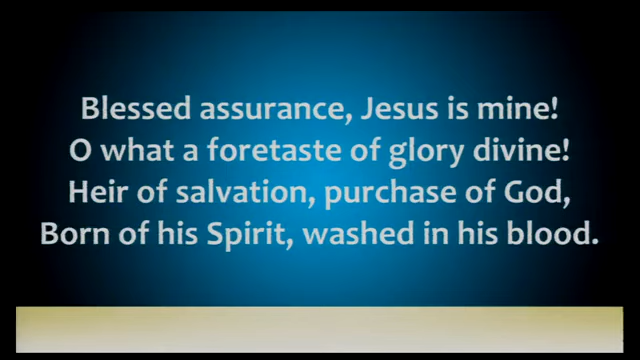 Blessed assurance, Jesus is mine!
O what a foretaste of glory divine!
Heir of salvation, purchase of God,
Born of his Spirit, washed in his blood.